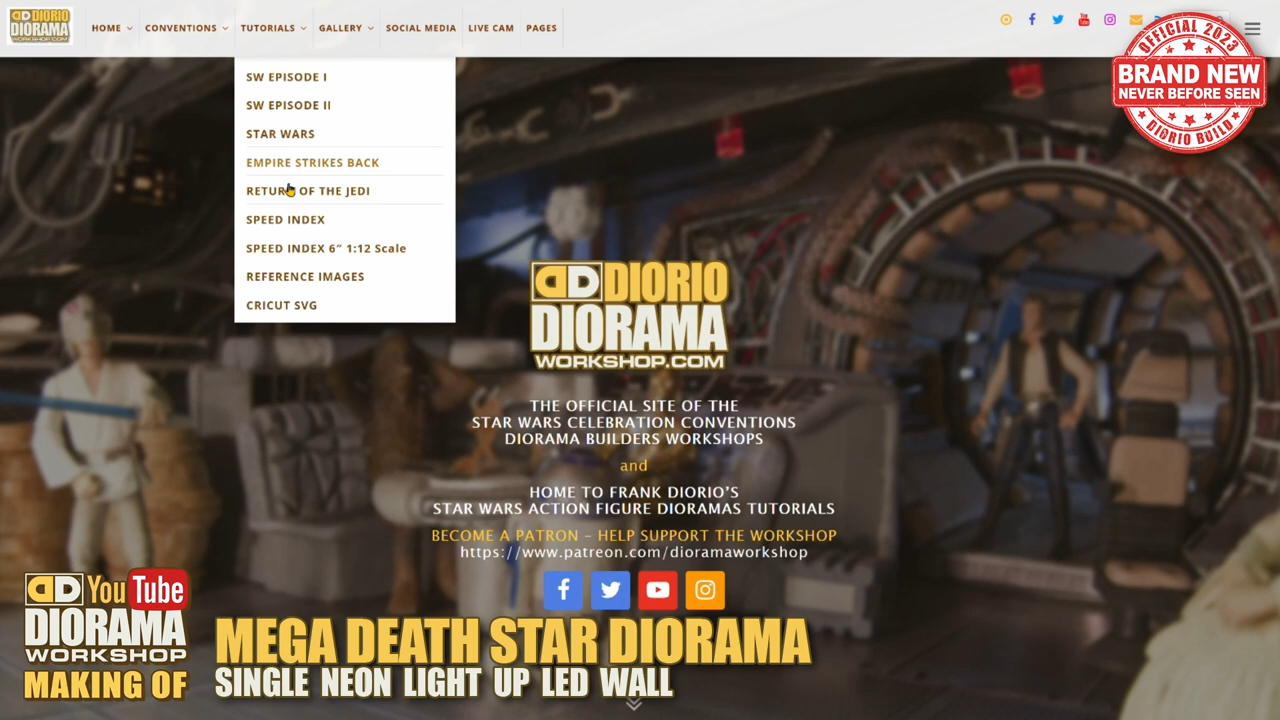 DIORIO
DIORAMA
WORKSHOP.COM
HOME
CONVENTIONS
TUTORIALS
GALLERY
SOCIAL MEDIA
LIVE CAM
PAGES
SW EPISODE I
SW EPISODE II
STAR WARS
EMPIRE STRIKES BACK
RETURN OF THE JEDI
SPEED INDEX
SPEED INDEX 6″ 1:12 Scale
REFERENCE IMAGES
CRICUT SVG
OFFICIAL 2023
BRAND NEW
NEVER BEFORE SEEN
DIORIO BUILD
DD DIORIO
DIORAMA
WORKSHOP.COM
THE OFFICIAL SITE OF THE
STAR WARS CELEBRATION CONVENTIONS
DIORAMA BUILDERS WORKSHOPS
and
HOME TO FRANK DIORIO’S
STAR WARS ACTION FIGURE DIORAMAS TUTORIALS
BECOME A PATRON – HELP SUPPORT THE WORKSHOP
https://www.patreon.com/dioramaworkshop
DD YouTube
DIORAMA
WORKSHOP
MAKING OF
MEGA DEATH STAR DIORAMA
SINGLE NEON LIGHT UP LED WALL